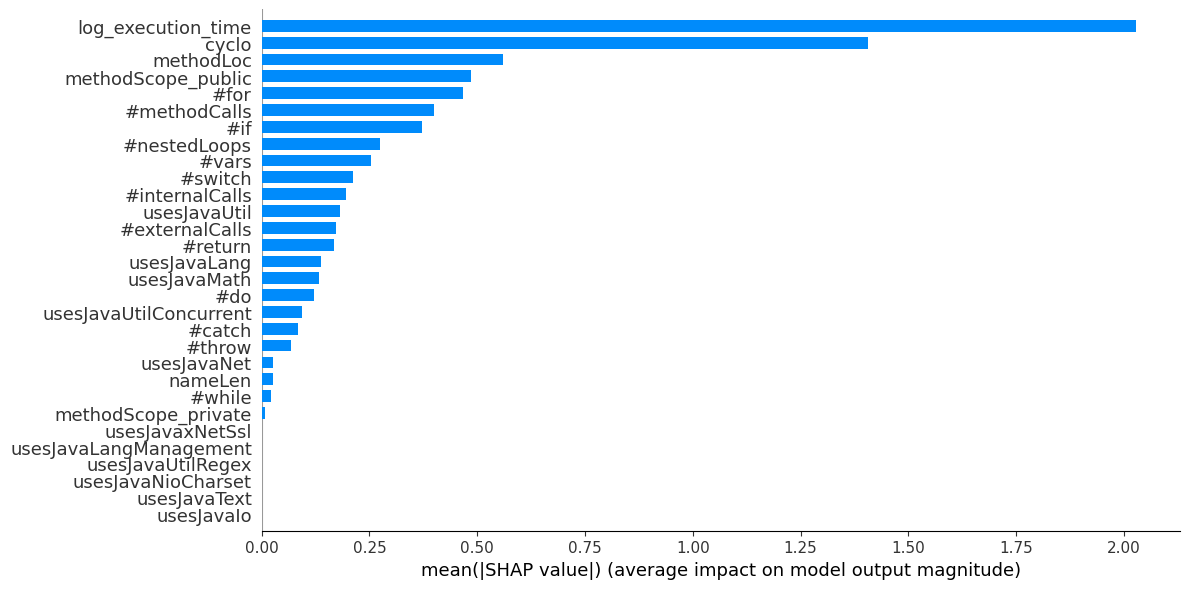 log_execution_time
cyclo
methodLoc
methodScope_public
#for
#methodCalls
#if
#nestedLoops
#vars
#switch
#internalCalls
usesJavaUtil
#externalCalls
#return
usesJavaLang
usesJavaMath
#do
usesJavaUtilConcurrent
#catch
#throw
usesJavaNet
nameLen
#while
methodScope_private
usesJavaxNetSsl
usesJavaLangManagement
usesJavaUtilRegex
usesJavaNioCharset
usesJavaText
usesJavaIo
0.00 0.25 0.50 0.75 1.00 1.25 1.50 1.75 2.00
mean(|SHAP value|) (average impact on model output magnitude)